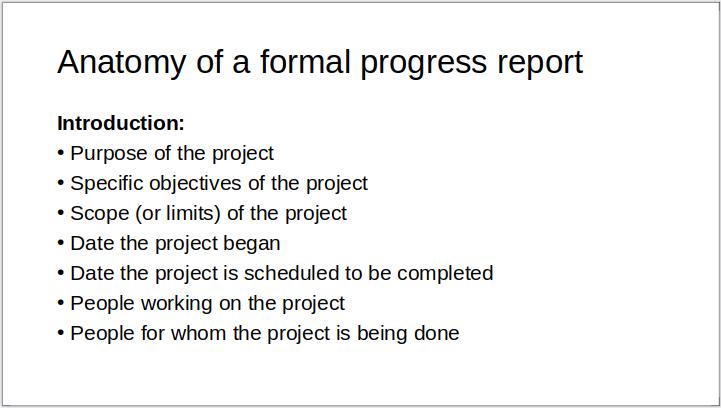 Anatomy of a formal progress report
Introduction:
• Purpose of the project
• Specific objectives of the project
• Scope (or limits) of the project
• Date the project began
• Date the project is scheduled to be completed
• People working on the project
• People for whom the project is being done